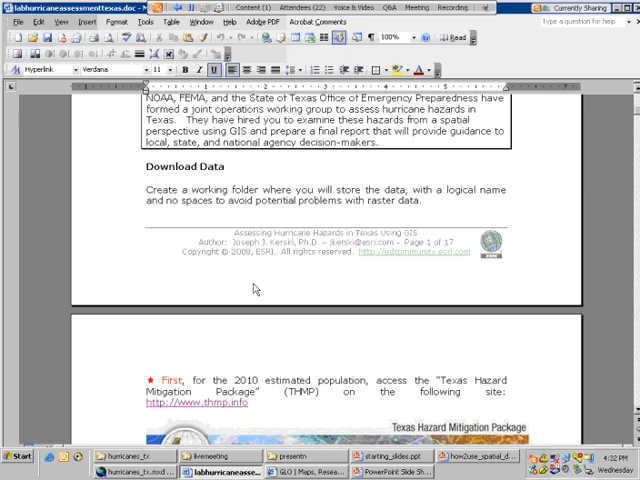 labhurricaneassessmenttexas.doc
Content (1) Attendees (22) Voice & Video Q&A Meeting Recording Currently Sharing
File Edit View Insert Format Tools Table Window Help Adobe PDF Acrobat Comments Type a question for help
100% Read
Hyperlink Verdana 11 B I U
NOAA, FEMA, and the State of Texas Office of Emergency Preparedness have
formed a joint operations working group to assess hurricane hazards in
Texas. They have hired you to examine these hazards from a spatial
perspective using GIS and prepare a final report that will provide guidance to
local, state, and national agency decision-makers.
Download Data
Create a working folder where you will store the data, with a logical name
and no spaces to avoid potential problems with raster data.
Assessing Hurricane Hazards in Texas Using GIS
Author: Joseph J. Kerski, Ph.D. – jkerski@esri.com – Page 1 of 17
Copyright © 2008, ESRI. All rights reserved. http://edcommunity.esri.com
First, for the 2010 estimated population, access the “Texas Hazard
Mitigation Package” (THMP) on the following site:
http://www.thmp.info
Texas Hazard Mitigation Package
Start hurricanes_tx livemeeting presentn starting_slides.ppt how2use_spatial_d... 4:32 PM
hurricanes_tx.mxd ... labhurricaneasse... GLO | Maps, Resea... PowerPoint Slide Sh... Wednesday